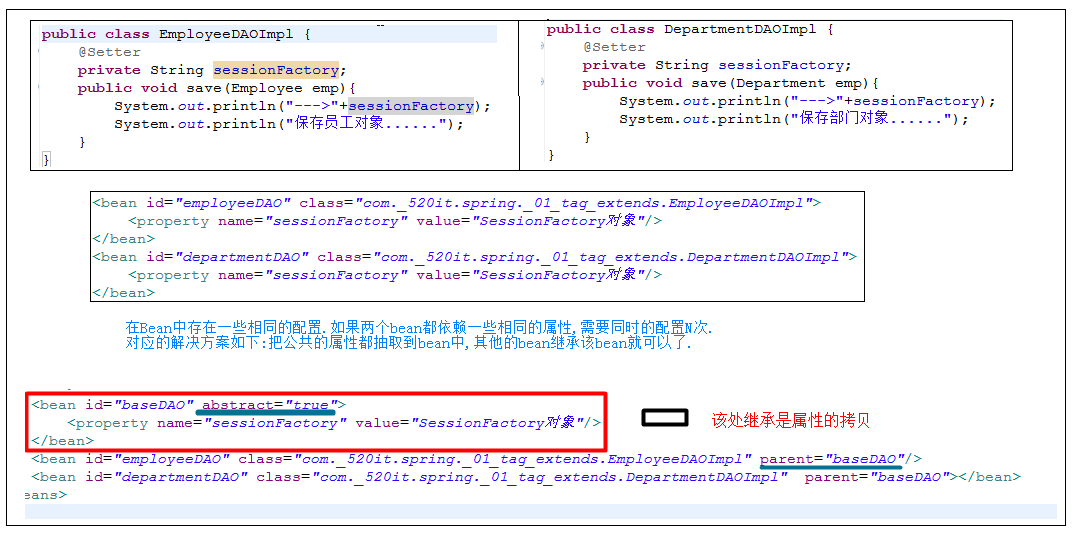 public class EmployeeDAOImpl {
@Setter
private String sessionFactory;
public void save(Employee emp){
System.out.println("--->"+sessionFactory);
System.out.println("保存员工对象......");
}
}
public class DepartmentDAOImpl {
@Setter
private String sessionFactory;
public void save(Department emp){
System.out.println("--->"+sessionFactory);
System.out.println("保存部门对象......");
}
}
<bean id="employeeDAO" class="com._520it.spring._01_tag_extends.EmployeeDAOImpl">
<property name="sessionFactory" value="SessionFactory对象"/>
</bean>
<bean id="departmentDAO" class="com._520it.spring._01_tag_extends.DepartmentDAOImpl">
<property name="sessionFactory" value="SessionFactory对象"/>
</bean>
在Bean中存在一些相同的配置.如果两个bean都依赖一些相同的属性,需要同时的配置N次.
对应的解决方案如下:把公共的属性都抽取到bean中,其他的bean继承该bean就可以了.
<bean id="baseDAO" abstract="true">
<property name="sessionFactory" value="SessionFactory对象"/>
</bean>
该处继承是属性的拷贝
<bean id="employeeDAO" class="com._520it.spring._01_tag_extends.EmployeeDAOImpl" parent="baseDAO"/>
<bean id="departmentDAO" class="com._520it.spring._01_tag_extends.DepartmentDAOImpl"  parent="baseDAO"></bean>
eans>